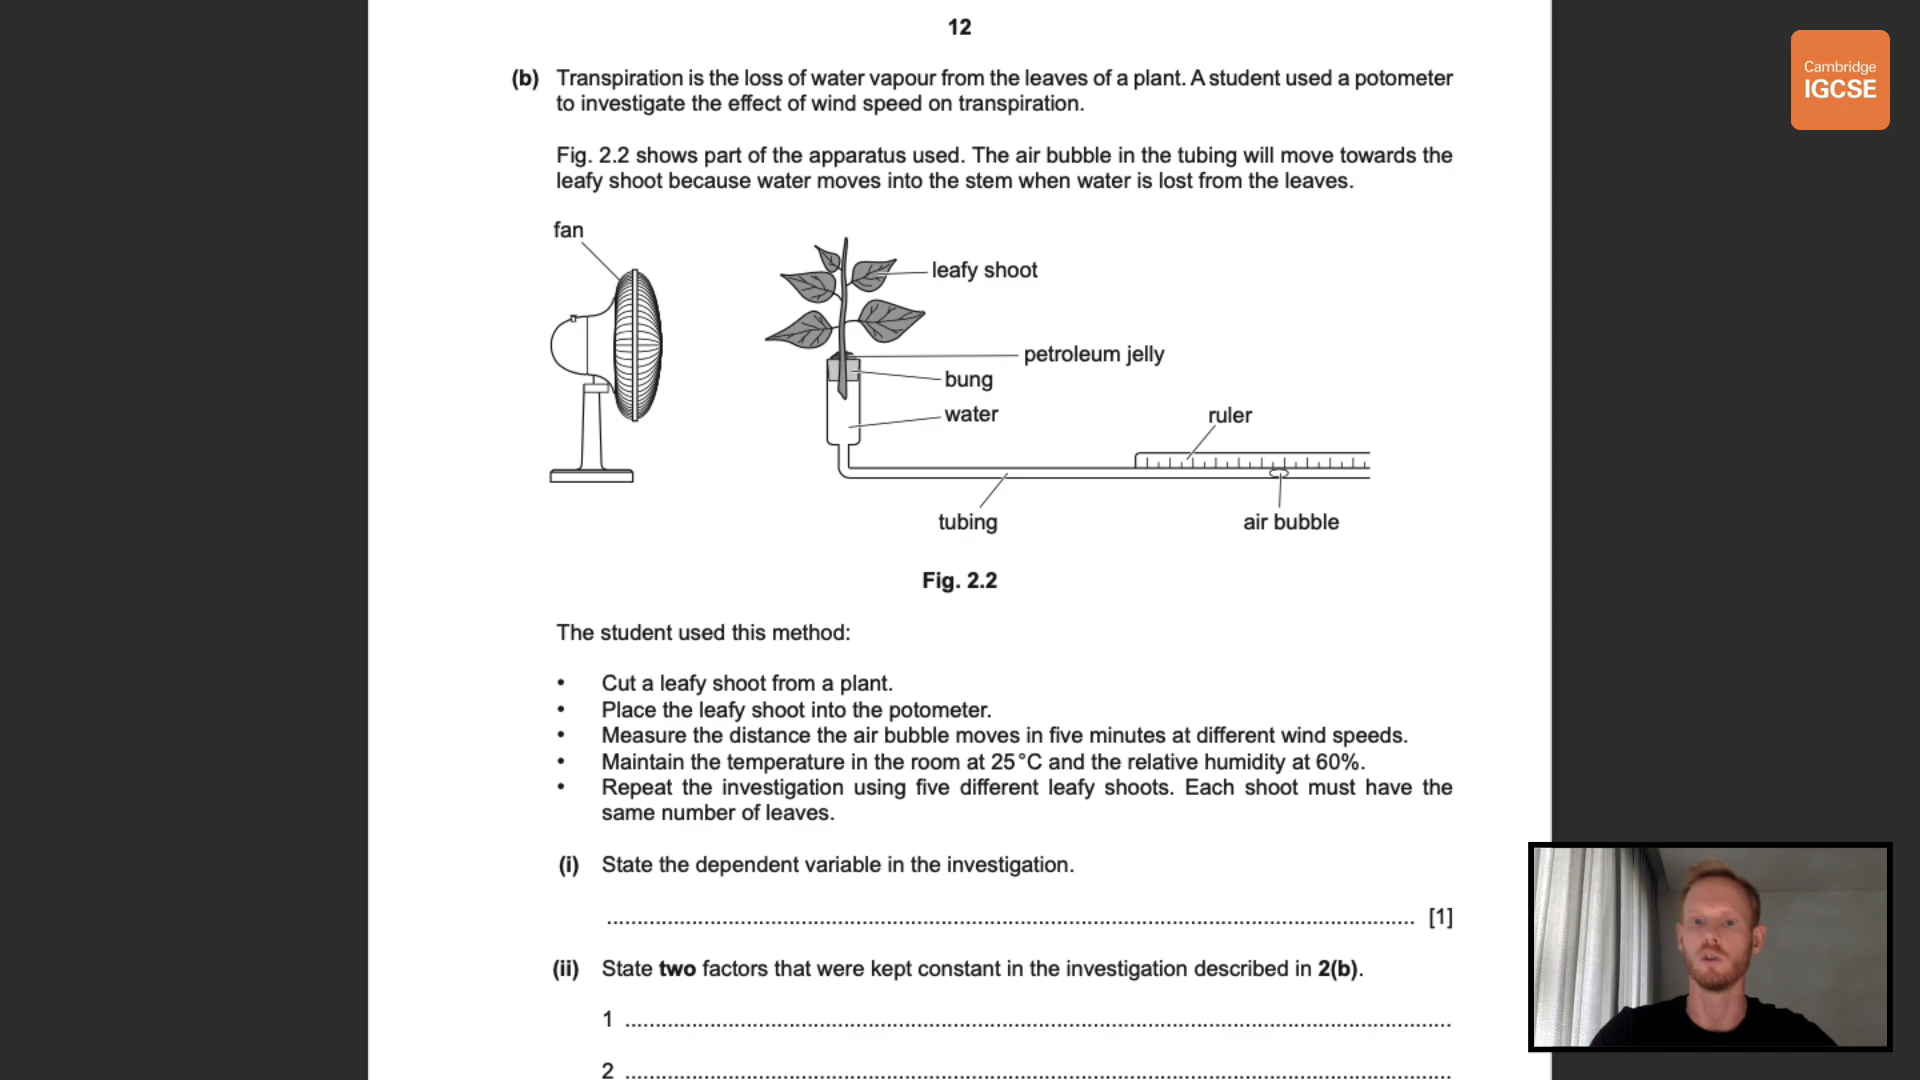 12
Cambridge
IGCSE
(b) Transpiration is the loss of water vapour from the leaves of a plant. A student used a potometer
to investigate the effect of wind speed on transpiration.
Fig. 2.2 shows part of the apparatus used. The air bubble in the tubing will move towards the
leafy shoot because water moves into the stem when water is lost from the leaves.
fan
leafy shoot
petroleum jelly
bung
water
ruler
tubing
air bubble
Fig. 2.2
The student used this method:
• Cut a leafy shoot from a plant.
• Place the leafy shoot into the potometer.
• Measure the distance the air bubble moves in five minutes at different wind speeds.
• Maintain the temperature in the room at 25 °C and the relative humidity at 60%.
• Repeat the investigation using five different leafy shoots. Each shoot must have the
same number of leaves.
(i) State the dependent variable in the investigation.
[1]
(ii) State two factors that were kept constant in the investigation described in 2(b).
1
2